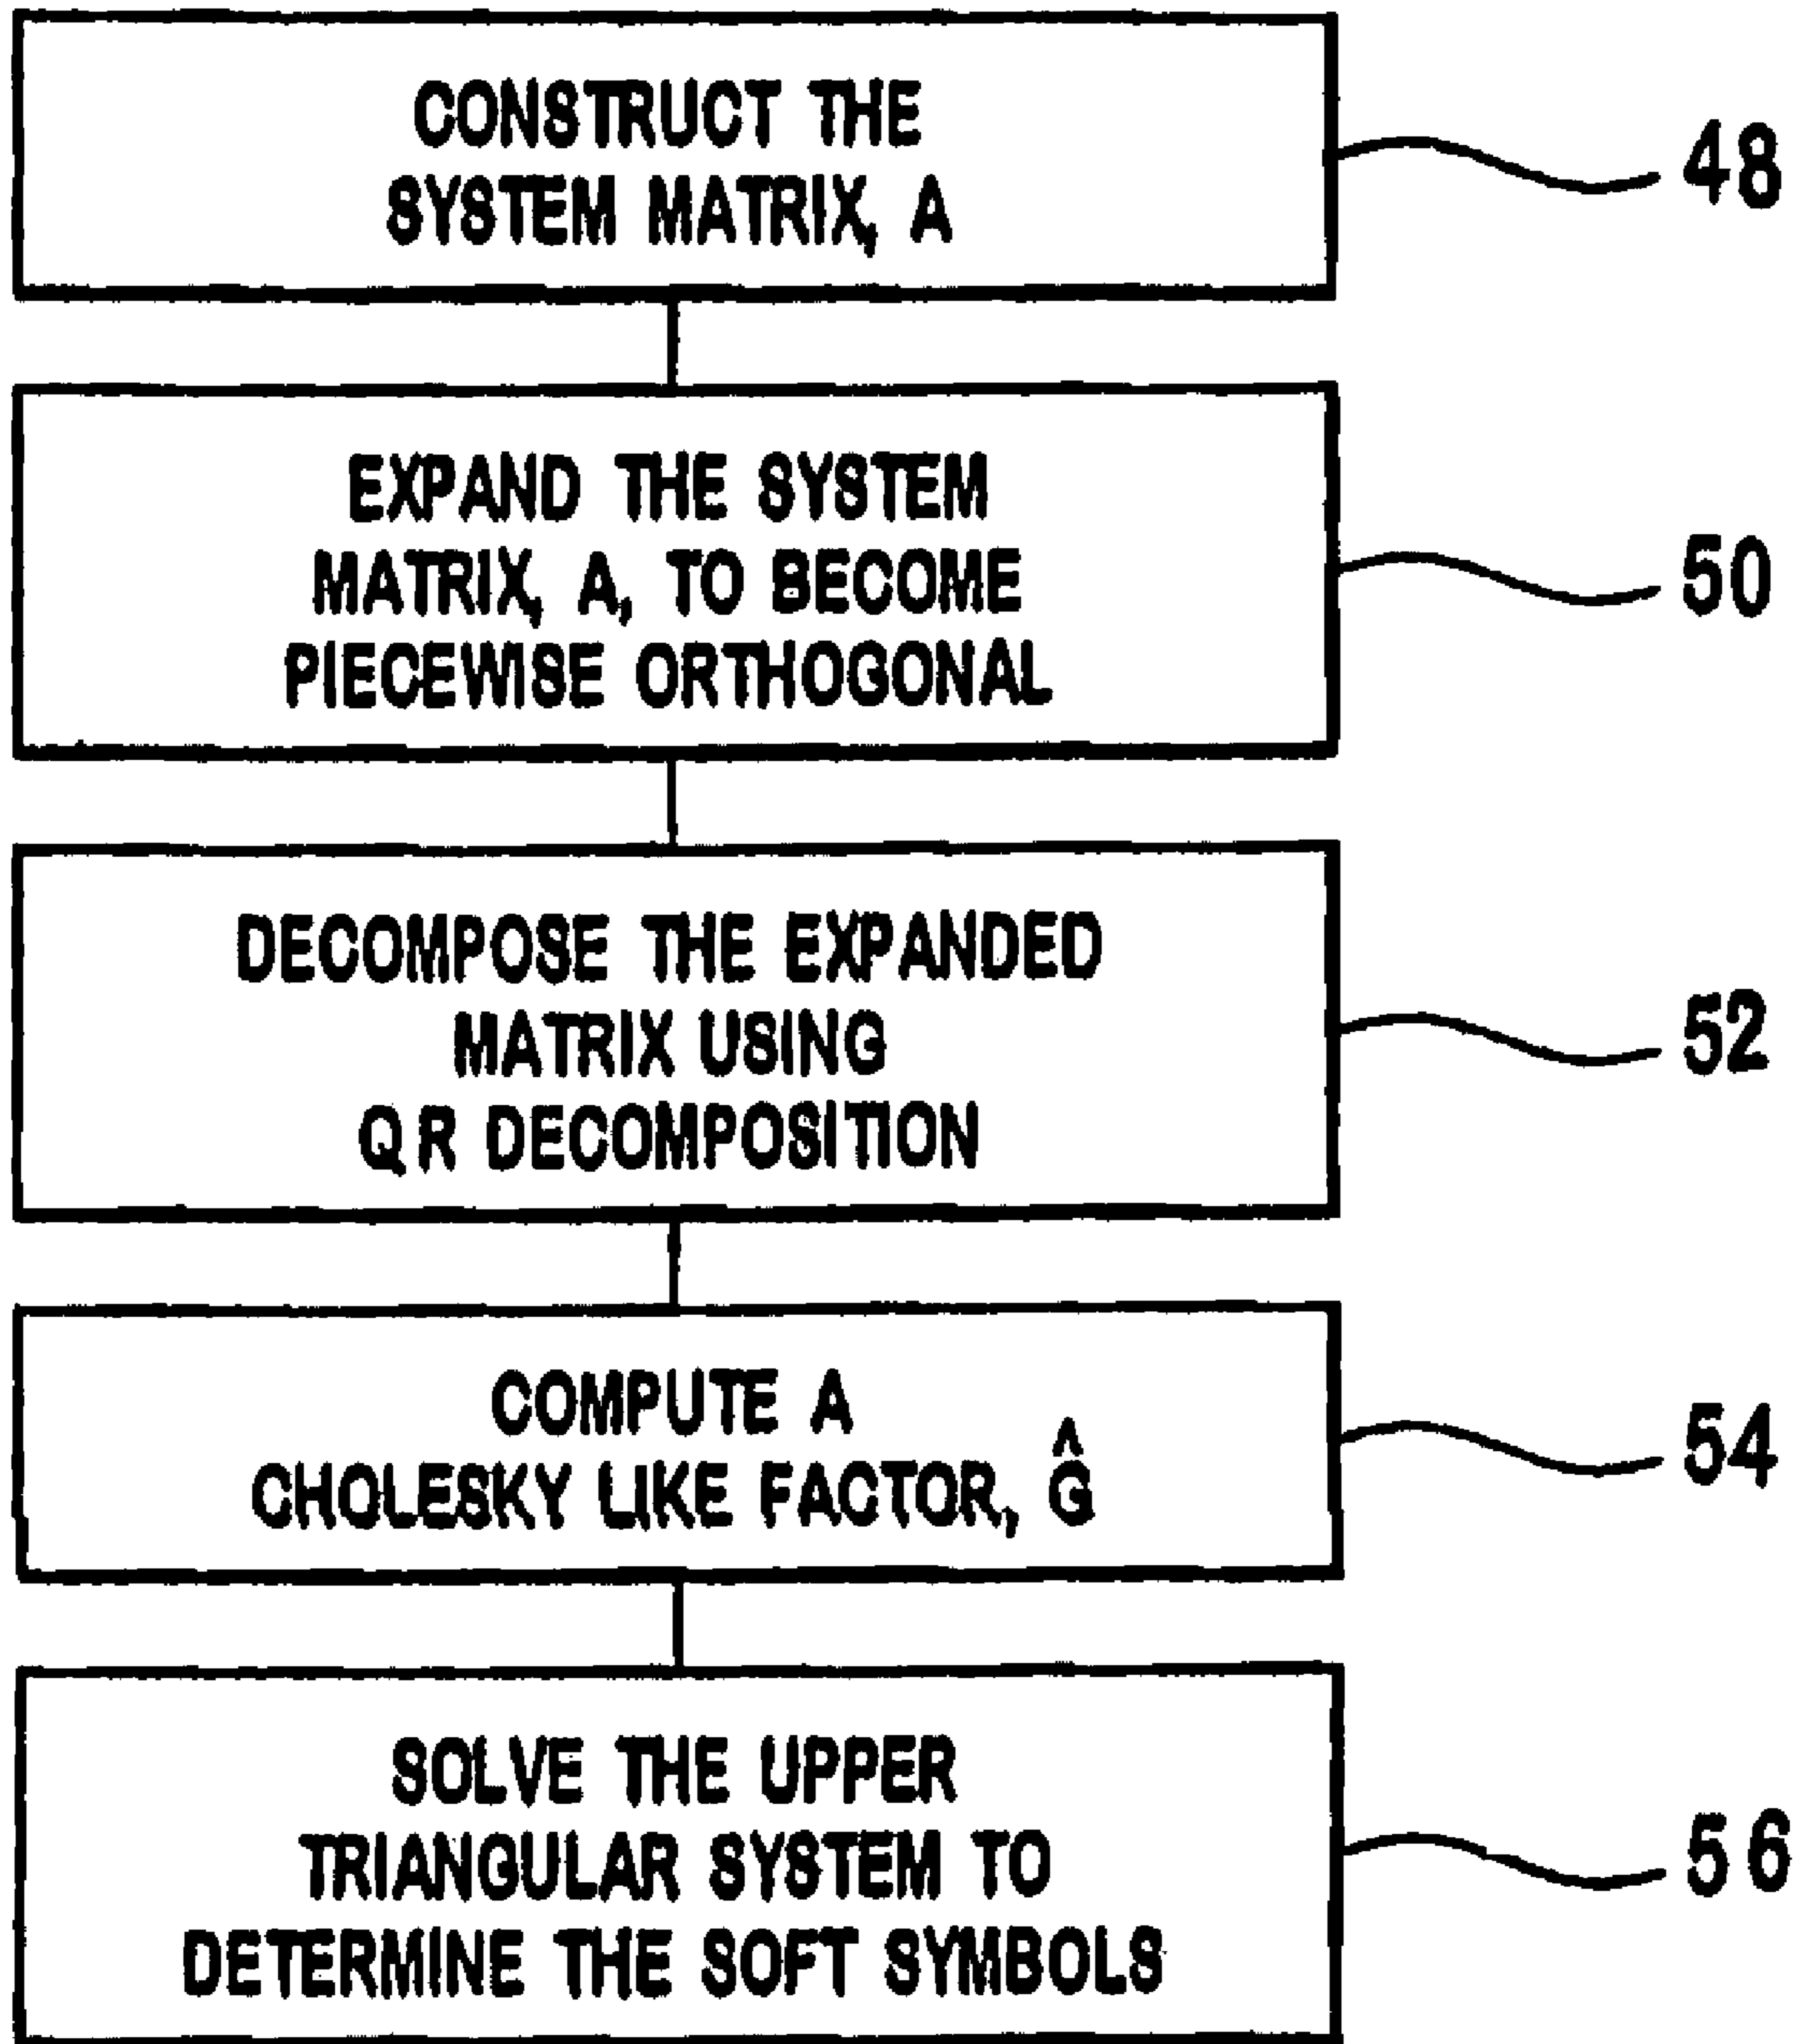 CONSTRUCT THE
SYSTEM MATRIX, A
48
EXPAND THE SYSTEM
MATRIX, A, TO BECOME
PIECEWISE ORTHOGONAL
50
DECOMPOSE THE EXPANDED
MATRIX USING
QR DECOMPOSITION
52
COMPUTE A
CHOLESKY LIKE FACTOR, Ĝ
54
SOLVE THE UPPER
TRIANGULAR SYSTEM TO
DETERMINE THE SOFT SYMBOLS
56